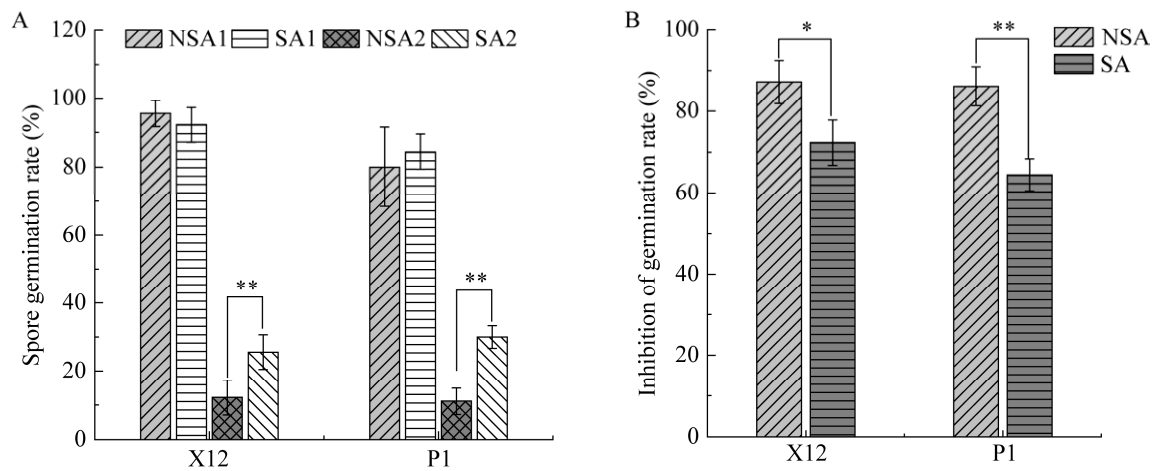 A
Spore germination rate (%)
120
100
80
60
40
20
0
NSA1 SA1 NSA2 SA2
**
**
X12 P1
B
Inhibition of germination rate (%)
100
80
60
40
20
0
NSA
SA
*
**
X12 P1